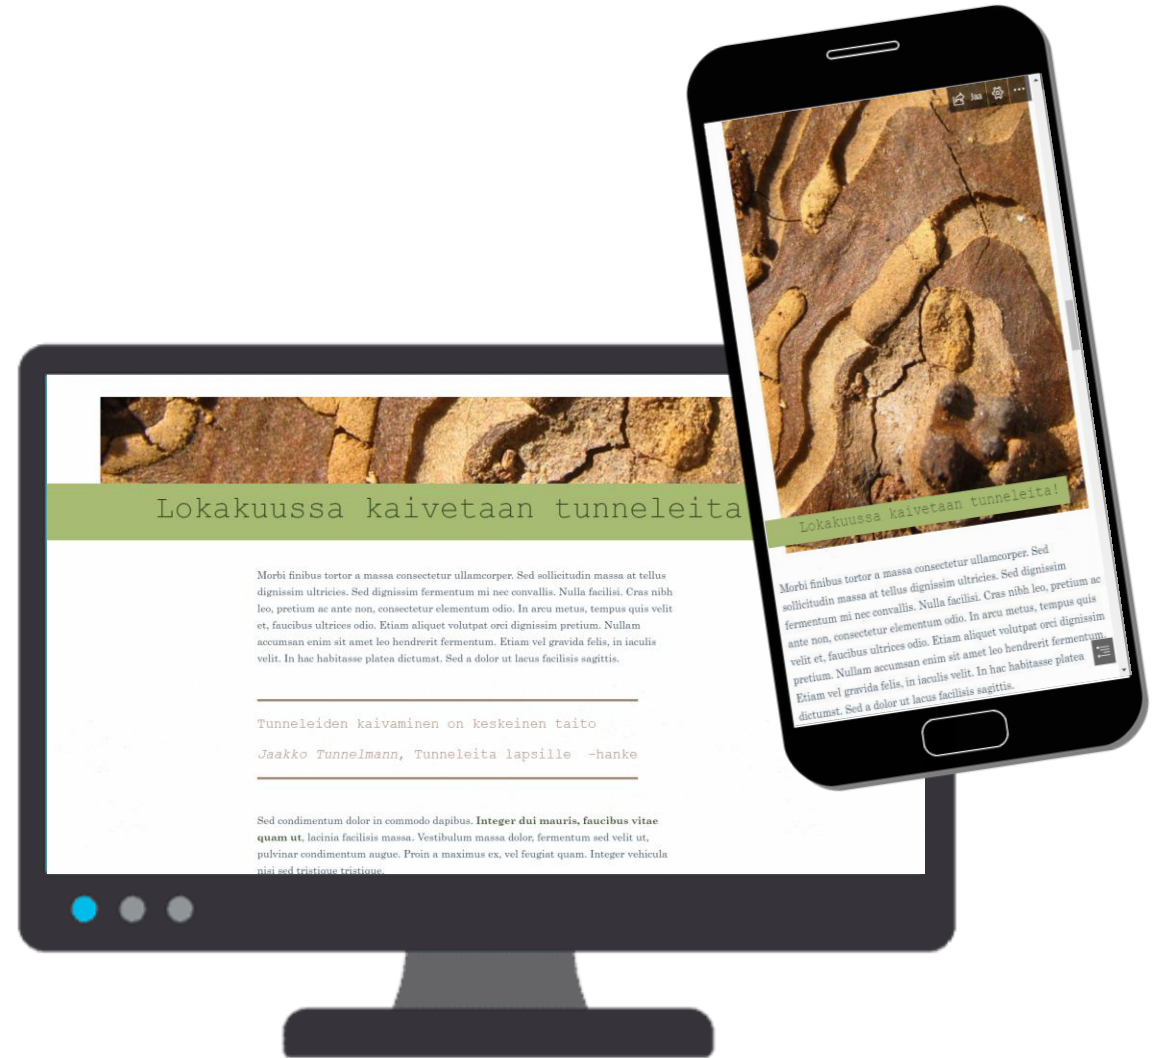 Lokakuussa kaivetaan tunneleita
Morbi finibus tortor a massa consectetur ullamcorper. Sed sollicitudin massa at tellus
dignissim ultricies. Sed dignissim fermentum mi nec convallis. Nulla facilisi. Cras nibh
leo, pretium ac ante non, consectetur elementum odio. In arcu metus, tempus quis velit
et, faucibus ultrices odio. Etiam aliquet volutpat orci dignissim pretium. Nullam
accumsan enim sit amet leo hendrerit fermentum. Etiam vel gravida felis, in iaculis
velit. In hac habitasse platea dictumst. Sed a dolor ut lacus facilisis sagittis.
Tunneleiden kaivaminen on keskeinen taito
Jaakko Tunnelmann, Tunneleita lapsille -hanke
Sed condimentum dolor in commodo dapibus. Integer dui mauris, faucibus vitae
quam ut, lacinia facilisis massa. Vestibulum massa dolor, fermentum sed velit ut,
pulvinar condimentum augue. Proin a maximus ex, vel feugiat quam. Integer vehicula
nisi sed tristique tristique.
Jaa
Lokakuussa kaivetaan tunneleita!
Morbi finibus tortor a massa consectetur ullamcorper. Sed
sollicitudin massa at tellus dignissim ultricies. Sed dignissim
fermentum mi nec convallis. Nulla facilisi. Cras nibh leo, pretium ac
ante non, consectetur elementum odio. In arcu metus, tempus quis
velit et, faucibus ultrices odio. Etiam aliquet volutpat orci dignissim
pretium. Nullam accumsan enim sit amet leo hendrerit fermentum.
Etiam vel gravida felis, in iaculis velit. In hac habitasse platea
dictumst. Sed a dolor ut lacus facilisis sagittis.